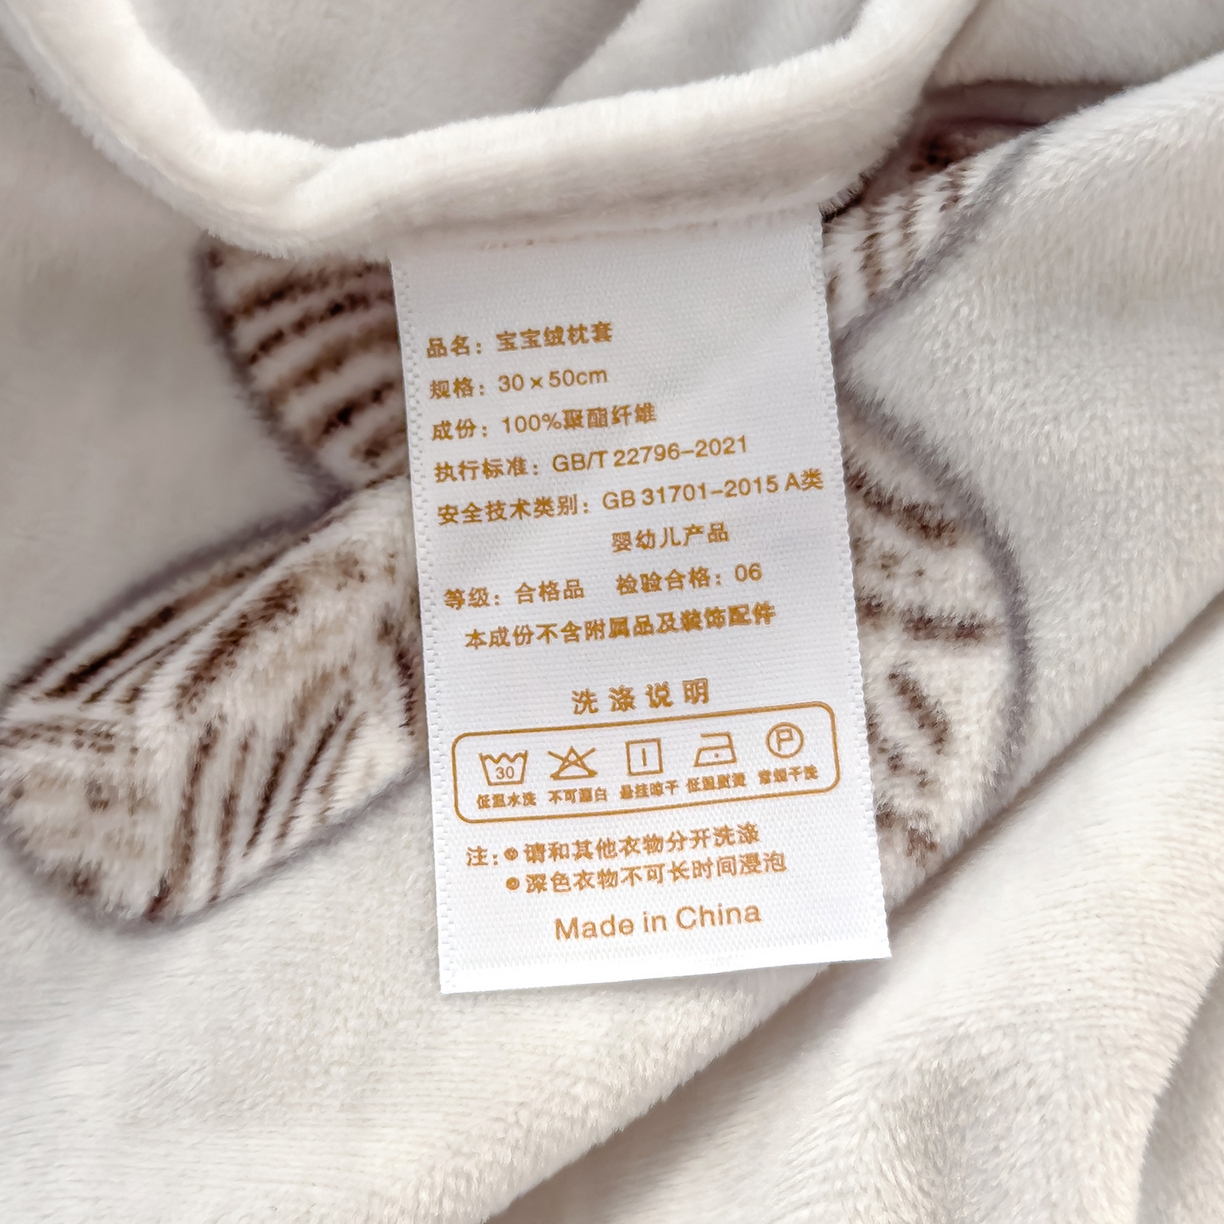 品名：宝宝绒枕套
规格：30×50cm
成份：100%聚酯纤维
执行标准：GB/T 22796-2021
安全技术类别：GB 31701-2015 A类
婴幼儿产品
等级：合格品 检验合格：06
本成份不含附属品及装饰配件
洗涤说明
30
P
低温水洗 不可漂白 悬挂晾干 低温熨烫 常规干洗
注：请和其他衣物分开洗涤
深色衣物不可长时间浸泡
Made in China